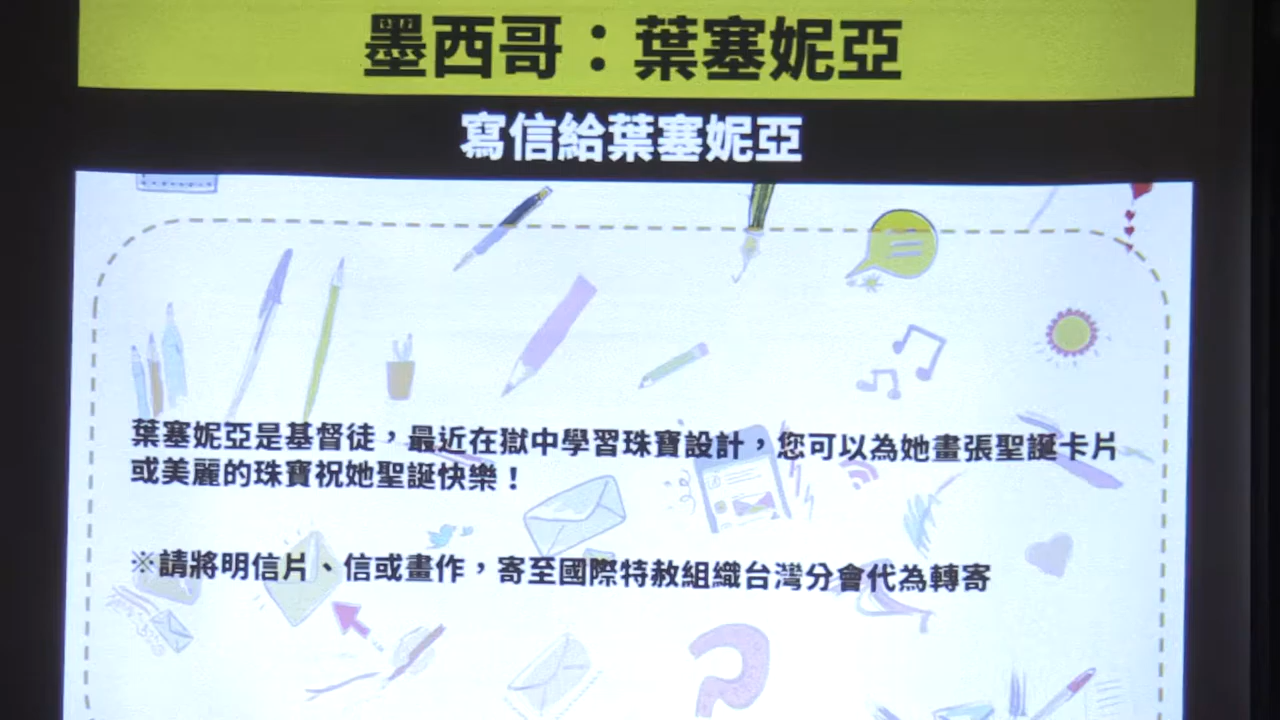 墨西哥：葉塞妮亞
寫信給葉塞妮亞
葉塞妮亞是基督徒，最近在獄中學習珠寶設計，您可以為她畫張聖誕卡片
或美麗的珠寶祝她聖誕快樂！
※請將明信片、信或畫作，寄至國際特赦組織台灣分會代為轉寄